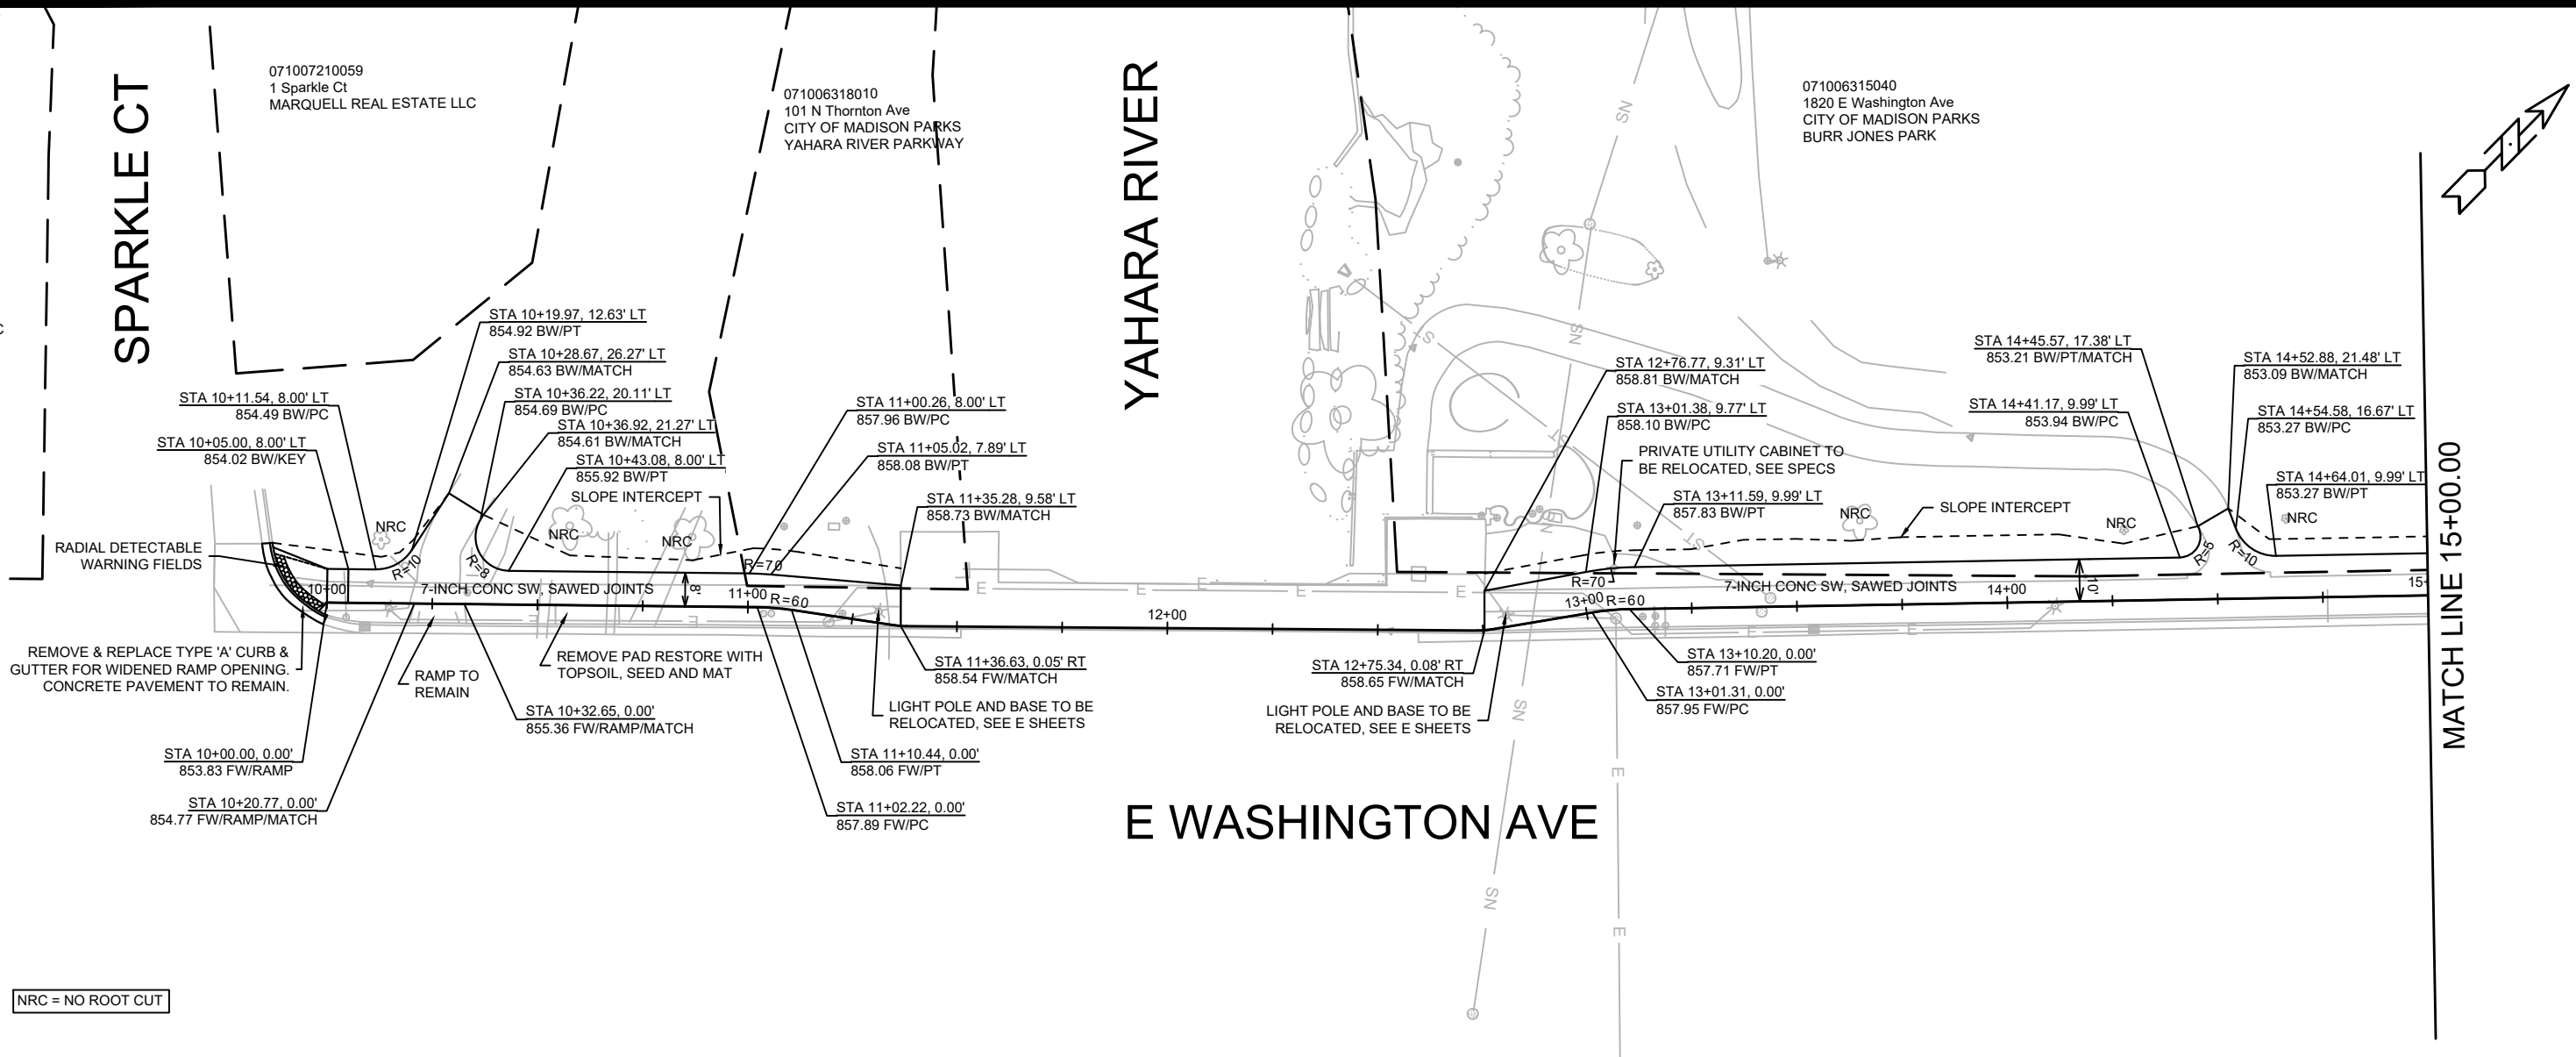 SPARKLE CT
071007210059
1 Sparkle Ct
MARQUELL REAL ESTATE LLC
071006318010
101 N Thornton Ave
CITY OF MADISON PARKS
YAHARA RIVER PARKWAY
YAHARA RIVER
071006315040
1820 E Washington Ave
CITY OF MADISON PARKS
BURR JONES PARK
C
STA 10+19.97, 12.63' LT
854.92 BW/PT
STA 10+28.67, 26.27' LT
854.63 BW/MATCH
STA 10+36.22, 20.11' LT
854.69 BW/PC
STA 10+36.92, 21.27' LT
854.61 BW/MATCH
STA 10+43.08, 8.00' LT
855.92 BW/PT
SLOPE INTERCEPT
STA 10+11.54, 8.00' LT
854.49 BW/PC
STA 10+05.00, 8.00' LT
854.02 BW/KEY
STA 11+00.26, 8.00' LT
857.96 BW/PC
STA 11+05.02, 7.89' LT
858.08 BW/PT
STA 11+35.28, 9.58' LT
858.73 BW/MATCH
STA 12+76.77, 9.31' LT
858.81 BW/MATCH
STA 13+01.38, 9.77' LT
858.10 BW/PC
PRIVATE UTILITY CABINET TO
BE RELOCATED, SEE SPECS
STA 13+11.59, 9.99' LT
857.83 BW/PT
STA 14+45.57, 17.38' LT
853.21 BW/PT/MATCH
STA 14+41.17, 9.99' LT
853.94 BW/PC
STA 14+52.88, 21.48' LT
853.09 BW/MATCH
STA 14+54.58, 16.67' LT
853.27 BW/PC
STA 14+64.01, 9.99' LT
853.27 BW/PT
SLOPE INTERCEPT
NRC
NRC
NRC
NRC
NRC
NRC
RADIAL DETECTABLE
WARNING FIELDS
R=10
R=8
R=70
R=60
R=70
R=60
R=5
R=10
10+00
7-INCH CONC SW, SAWED JOINTS
8'
11+00
12+00
13+00
7-INCH CONC SW, SAWED JOINTS
14+00
10'
15+
MATCH LINE 15+00.00
SN
SN
SN
SN
SN
S
ST
ST
N
E
E
E
E
E
E
E
E
E
E
E
REMOVE & REPLACE TYPE 'A' CURB &
GUTTER FOR WIDENED RAMP OPENING.
CONCRETE PAVEMENT TO REMAIN.
RAMP TO
REMAIN
REMOVE PAD RESTORE WITH
TOPSOIL, SEED AND MAT
STA 10+32.65, 0.00'
855.36 FW/RAMP/MATCH
STA 10+00.00, 0.00'
853.83 FW/RAMP
STA 10+20.77, 0.00'
854.77 FW/RAMP/MATCH
STA 11+36.63, 0.05' RT
858.54 FW/MATCH
LIGHT POLE AND BASE TO BE
RELOCATED, SEE E SHEETS
STA 11+10.44, 0.00'
858.06 FW/PT
STA 11+02.22, 0.00'
857.89 FW/PC
STA 12+75.34, 0.08' RT
858.65 FW/MATCH
LIGHT POLE AND BASE TO BE
RELOCATED, SEE E SHEETS
STA 13+10.20, 0.00'
857.71 FW/PT
STA 13+01.31, 0.00'
857.95 FW/PC
E WASHINGTON AVE
NRC = NO ROOT CUT